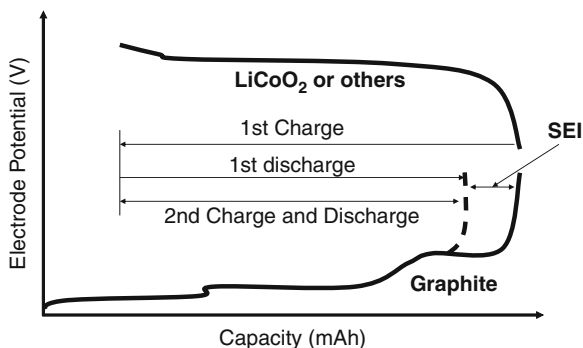 Electrode Potential (V)
LiCoO₂ or others
1st Charge
SEI
1st discharge
2nd Charge and Discharge
Graphite
Capacity (mAh)